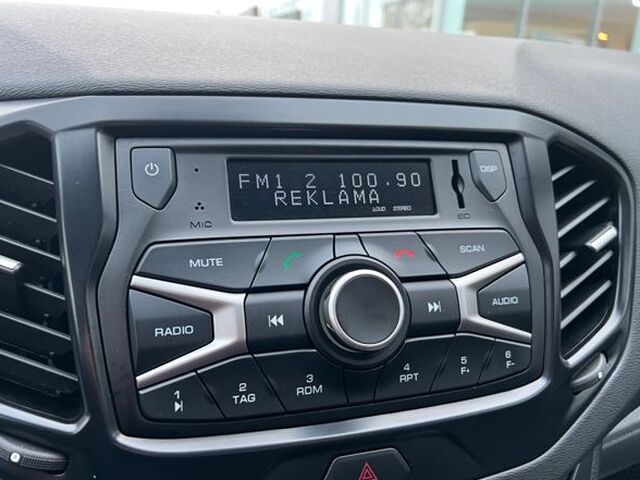 FM1 2 100.90
REKLAMA
LOUD STEREO
DISP
MIC
SD
MUTE
SCAN
RADIO
AUDIO
1
2
TAG
3
RDM
4
RPT
5
F+
6
F-